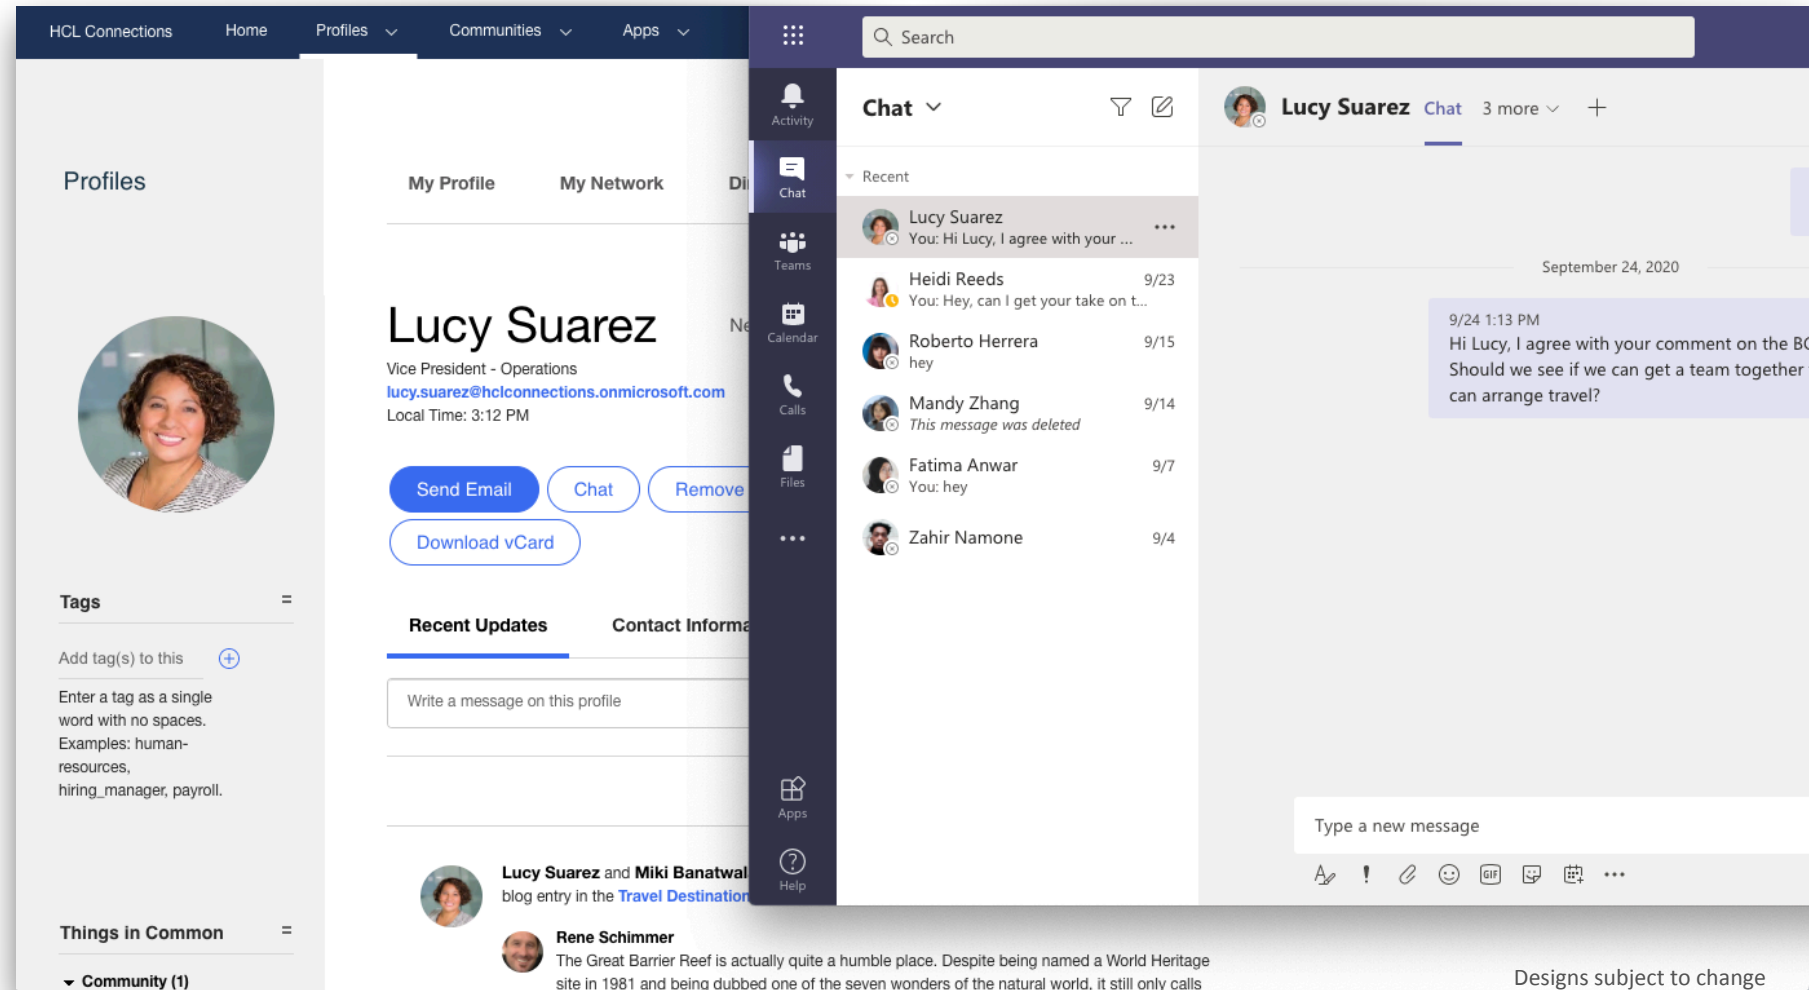 HCL Connections Home Profiles Communities Apps
Profiles
My Profile My Network
Lucy Suarez
Vice President - Operations
lucy.suarez@hclconnections.onmicrosoft.com
Local Time: 3:12 PM
Send Email Chat Remove
Download vCard
Tags =
Add tag(s) to this
Enter a tag as a single
word with no spaces.
Examples: human-
resources,
hiring_manager, payroll.
Recent Updates Contact
Write a message on this profile
Lucy Suarez and Miki
blog entry in the Travel Destination
Rene Schimmer
The Great Barrier Reef is actually quite a humble place. Despite being named a World Heritage
site in 1981 and being dubbed one of the seven wonders of the natural world, it still only calls
Things in Common =
Community (1)
Search
Activity
Chat
Teams
Calendar
Calls
Files
Apps
Help
Chat
Recent
Lucy Suarez
You: Hi Lucy, I agree with your ...
Heidi Reeds 9/23
You: Hey, can I get your take on t...
Roberto Herrera 9/15
hey
Mandy Zhang 9/14
This message was deleted
Fatima Anwar 9/7
You: hey
Zahir Namone 9/4
Lucy Suarez Chat 3 more
September 24, 2020
9/24 1:13 PM
Hi Lucy, I agree with your comment on the
Should we see if we can get a team together
can arrange travel?
Type a new message
GIF
Designs subject to change